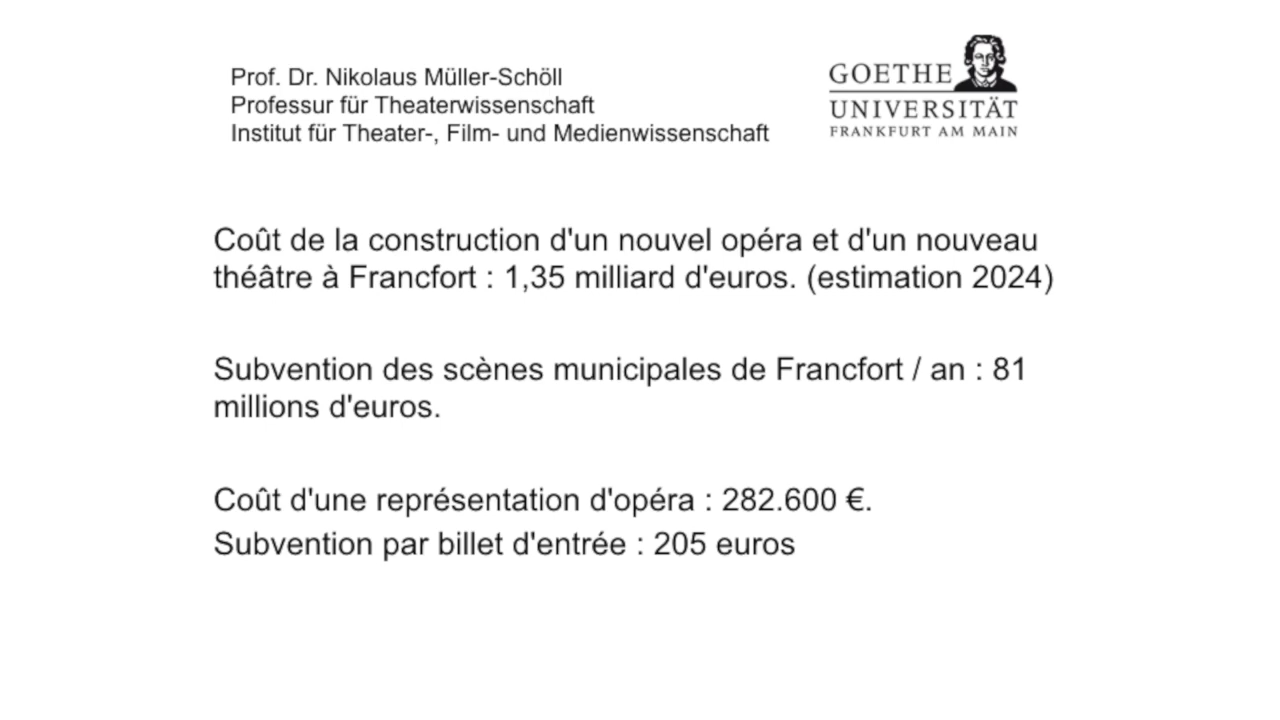 Prof. Dr. Nikolaus Müller-Schöll
Professur für Theaterwissenschaft
Institut für Theater-, Film- und Medienwissenschaft
GOETHE
UNIVERSITÄT
FRANKFURT AM MAIN
Coût de la construction d'un nouvel opéra et d'un nouveau
théâtre à Francfort : 1,35 milliard d'euros. (estimation 2024)
Subvention des scènes municipales de Francfort / an : 81
millions d'euros.
Coût d'une représentation d'opéra : 282.600 €.
Subvention par billet d'entrée : 205 euros